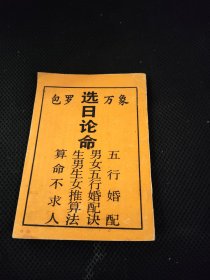 包罗万象
选日论命
五行婚配
男女五行婚配诀
生男生女推算法
算命不求人